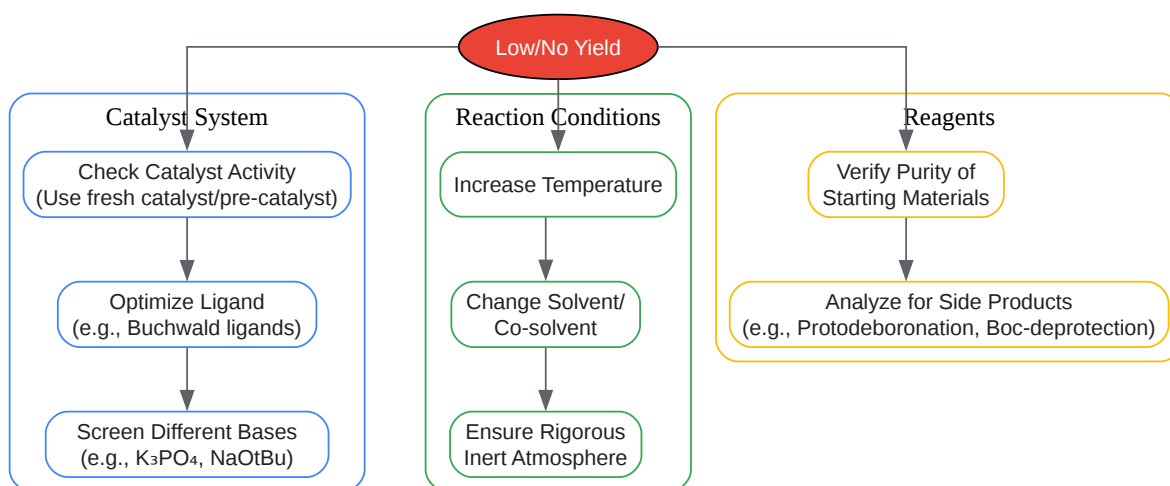 Low/No Yield
Catalyst System
Check Catalyst Activity
(Use fresh catalyst/pre-catalyst)
Optimize Ligand
(e.g., Buchwald ligands)
Screen Different Bases
(e.g., K₃PO₄, NaOtBu)
Reaction Conditions
Increase Temperature
Change Solvent/
Co-solvent
Ensure Rigorous
Inert Atmosphere
Reagents
Verify Purity of
Starting Materials
Analyze for Side Products
(e.g., Protodeboronation, Boc-deprotection)